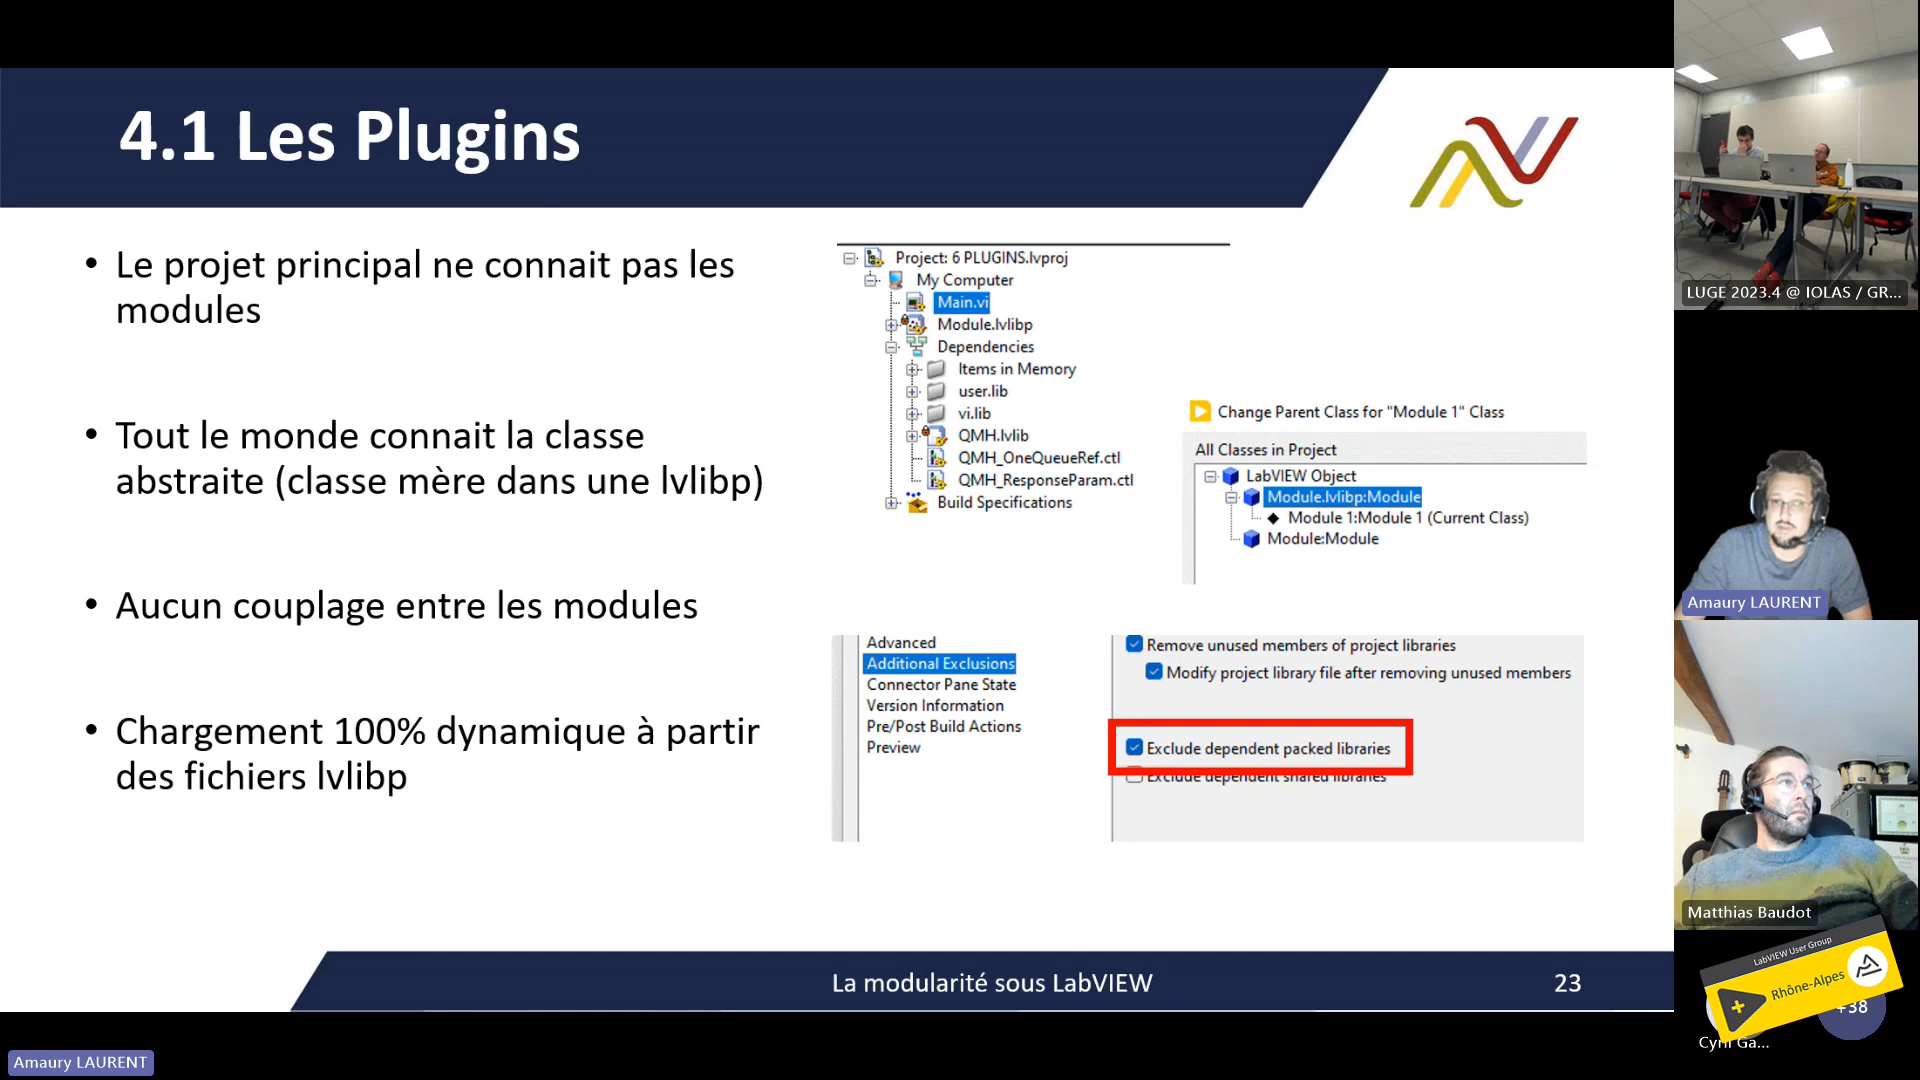 4.1 Les Plugins
• Le projet principal ne connait pas les
modules
• Tout le monde connait la classe
abstraite (classe mère dans une lvlibp)
• Aucun couplage entre les modules
• Chargement 100% dynamique à partir
des fichiers lvlibp
Project: 6 PLUGINS.lvproj
My Computer
Main.vi
Module.lvlibp
Dependencies
Items in Memory
user.lib
vi.lib
QMH.lvlib
QMH_OneQueueRef.ctl
QMH_ResponseParam.ctl
Build Specifications
Change Parent Class for "Module 1" Class
All Classes in Project
LabVIEW Object
Module.lvlibp:Module
Module 1:Module 1 (Current Class)
Module:Module
Advanced
Additional Exclusions
Connector Pane State
Version Information
Pre/Post Build Actions
Preview
Remove unused members of project libraries
Modify project library file after removing unused members
Exclude dependent packed libraries
Exclude dependent shared libraries
La modularité sous LabVIEW
23
Amaury LAURENT
LUGE 2023.4 @ IOLAS / GR...
Amaury LAURENT
Matthias Baudot
LabVIEW User Group
Rhône-Alpes
+38
Cyril Ga...